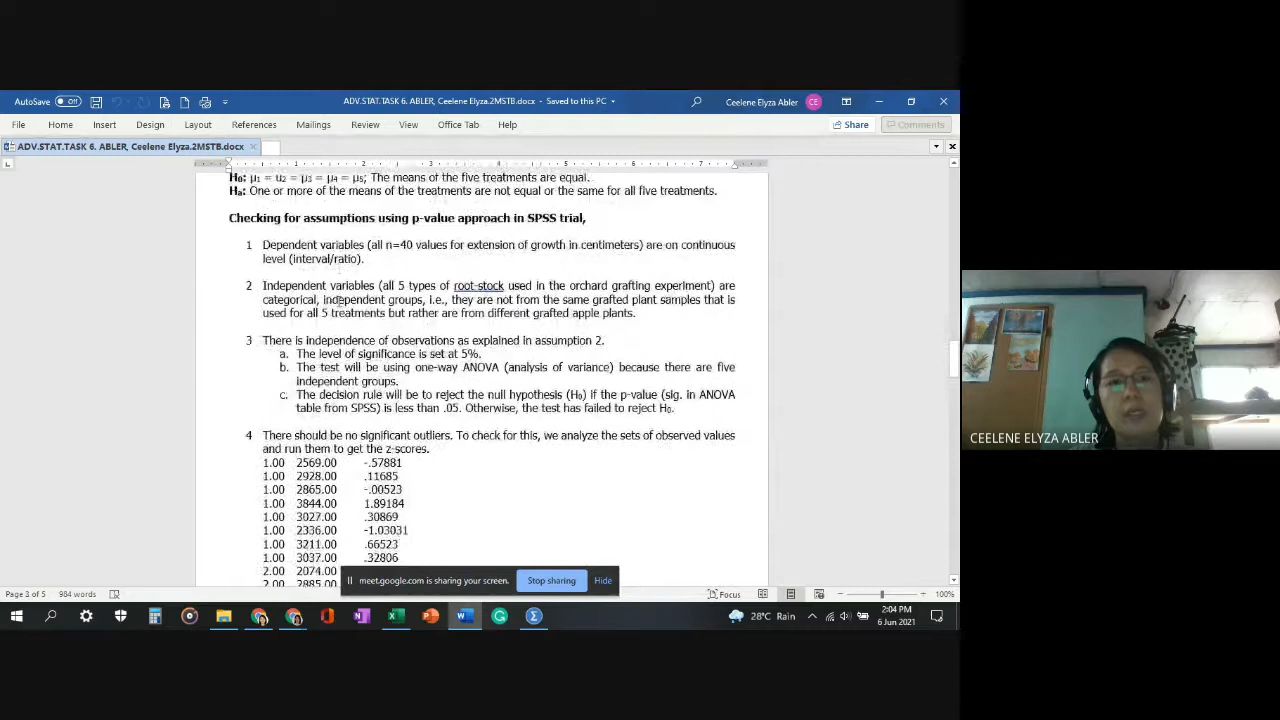 AutoSave Off
ADV.STAT.TASK 6. ABLER, Ceelene Elyza.2MSTB.docx - Saved to this PC
Ceelene Elyza Abler CE
File Home Insert Design Layout References Mailings Review View Office Tab Help Share Comments
ADV.STAT.TASK 6. ABLER, Ceelene Elyza.2MSTB.docx
1 2 3 4 5 6 7
H₀: μ₁ = u₂ = μ₃ = μ₄ = μ₅; The means of the five treatments are equal.
Hₐ: One or more of the means of the treatments are not equal or the same for all five treatments.
Checking for assumptions using p-value approach in SPSS trial,
1 Dependent variables (all n=40 values for extension of growth in centimeters) are on continuous
level (interval/ratio).
2 Independent variables (all 5 types of root-stock used in the orchard grafting experiment) are
categorical, independent groups, i.e., they are not from the same grafted plant samples that is
used for all 5 treatments but rather are from different grafted apple plants.
3 There is independence of observations as explained in assumption 2.
a. The level of significance is set at 5%.
b. The test will be using one-way ANOVA (analysis of variance) because there are five
independent groups.
c. The decision rule will be to reject the null hypothesis (H₀) if the p-value (sig. in ANOVA
table from SPSS) is less than .05. Otherwise, the test has failed to reject H₀.
4 There should be no significant outliers. To check for this, we analyze the sets of observed values
and run them to get the z-scores.
1.00 2569.00 -.57881
1.00 2928.00 .11685
1.00 2865.00 -.00523
1.00 3844.00 1.89184
1.00 3027.00 .30869
1.00 2336.00 -1.03031
1.00 3211.00 .66523
1.00 3037.00 .32806
2.00 2074.00
2.00 2885.00
meet.google.com is sharing your screen. Stop sharing Hide
CEELENE ELYZA ABLER
Page 3 of 5 984 words Focus 100%
28°C Rain 2:04 PM
6 Jun 2021